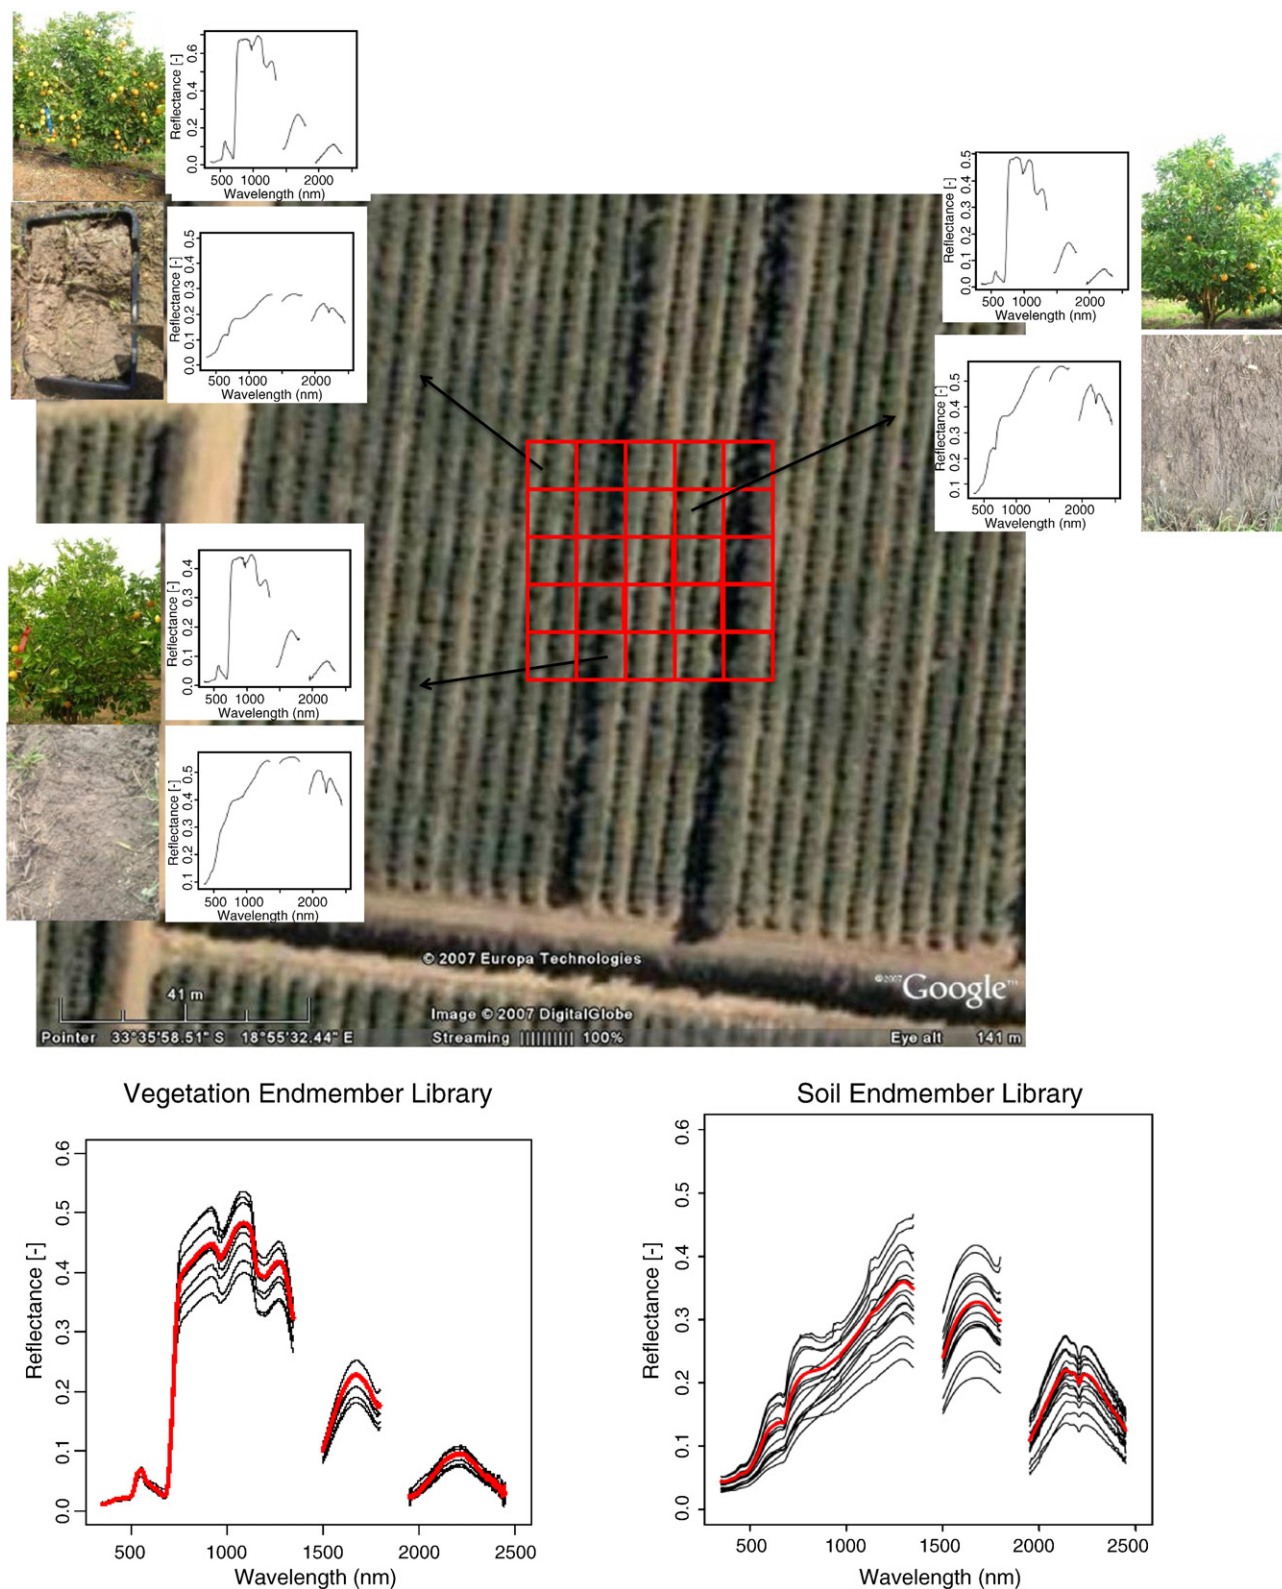 Reflectance [-]
0.0 0.2 0.4 0.6
500 1000 2000
Wavelength (nm)
Reflectance [-]
0.0 0.1 0.2 0.3 0.4 0.5
500 1000 2000
Wavelength (nm)
Reflectance [-]
0.0 0.1 0.2 0.3 0.4 0.5
500 1000 2000
Wavelength (nm)
Reflectance [-]
0.1 0.2 0.3 0.4 0.5
500 1000 2000
Wavelength (nm)
Reflectance [-]
0.0 0.1 0.2 0.3 0.4
500 1000 2000
Wavelength (nm)
Reflectance [-]
0.1 0.2 0.3 0.4 0.5
500 1000 2000
Wavelength (nm)
© 2007 Europa Technologies
©2007 Google™
41 m
Image © 2007 DigitalGlobe
Pointer 33°35'58.51" S 18°55'32.44" E Streaming |||||||||| 100% Eye alt 141 m
Vegetation Endmember Library
Reflectance [-]
0.0 0.1 0.2 0.3 0.4 0.5 0.6
500 1000 1500 2000 2500
Wavelength (nm)
Soil Endmember Library
Reflectance [-]
0.0 0.1 0.2 0.3 0.4 0.5 0.6
500 1000 1500 2000 2500
Wavelength (nm)